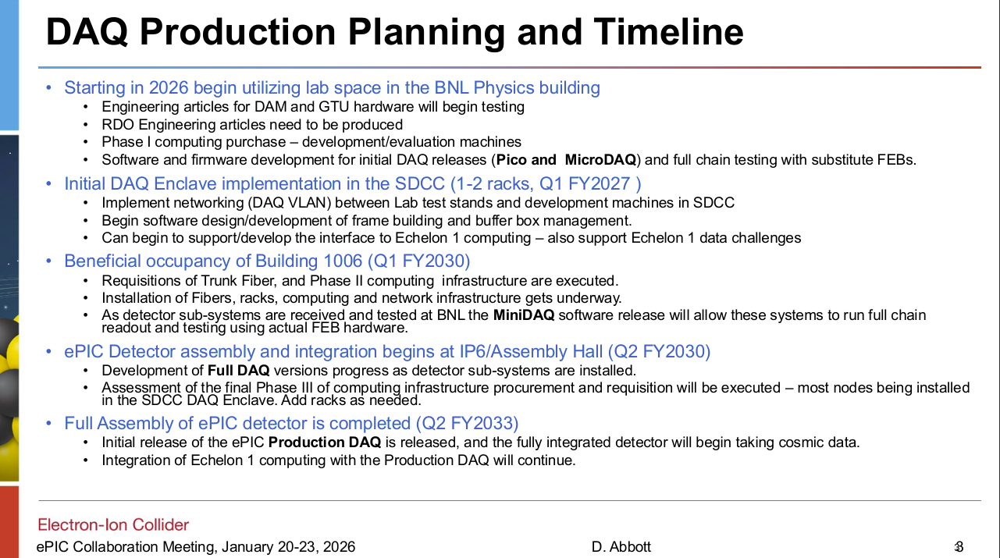 DAQ Production Planning and Timeline
• Starting in 2026 begin utilizing lab space in the BNL Physics building
• Engineering articles for DAM and GTU hardware will begin testing
• RDO Engineering articles need to be produced
• Phase I computing purchase – development/evaluation machines
• Software and firmware development for initial DAQ releases (Pico and  MicroDAQ) and full chain testing with substitute FEBs.
• Initial DAQ Enclave implementation in the SDCC (1-2 racks, Q1 FY2027 )
• Implement networking (DAQ VLAN) between Lab test stands and development machines in SDCC
• Begin software design/development of frame building and buffer box management.
• Can begin to support/develop the interface to Echelon 1 computing – also support Echelon 1 data challenges
• Beneficial occupancy of Building 1006 (Q1 FY2030)
• Requisitions of Trunk Fiber, and Phase II computing  infrastructure are executed.
• Installation of Fibers, racks, computing and network infrastructure gets underway.
• As detector sub-systems are received and tested at BNL the MiniDAQ software release will allow these systems to run full chain
readout and testing using actual FEB hardware.
• ePIC Detector assembly and integration begins at IP6/Assembly Hall (Q2 FY2030)
• Development of Full DAQ versions progress as detector sub-systems are installed.
• Assessment of the final Phase III of computing infrastructure procurement and requisition will be executed – most nodes being installed
in the SDCC DAQ Enclave. Add racks as needed.
• Full Assembly of ePIC detector is completed (Q2 FY2033)
• Initial release of the ePIC Production DAQ is released, and the fully integrated detector will begin taking cosmic data.
• Integration of Echelon 1 computing with the Production DAQ will continue.
Electron-Ion Collider
ePIC Collaboration Meeting, January 20-23, 2026
D. Abbott